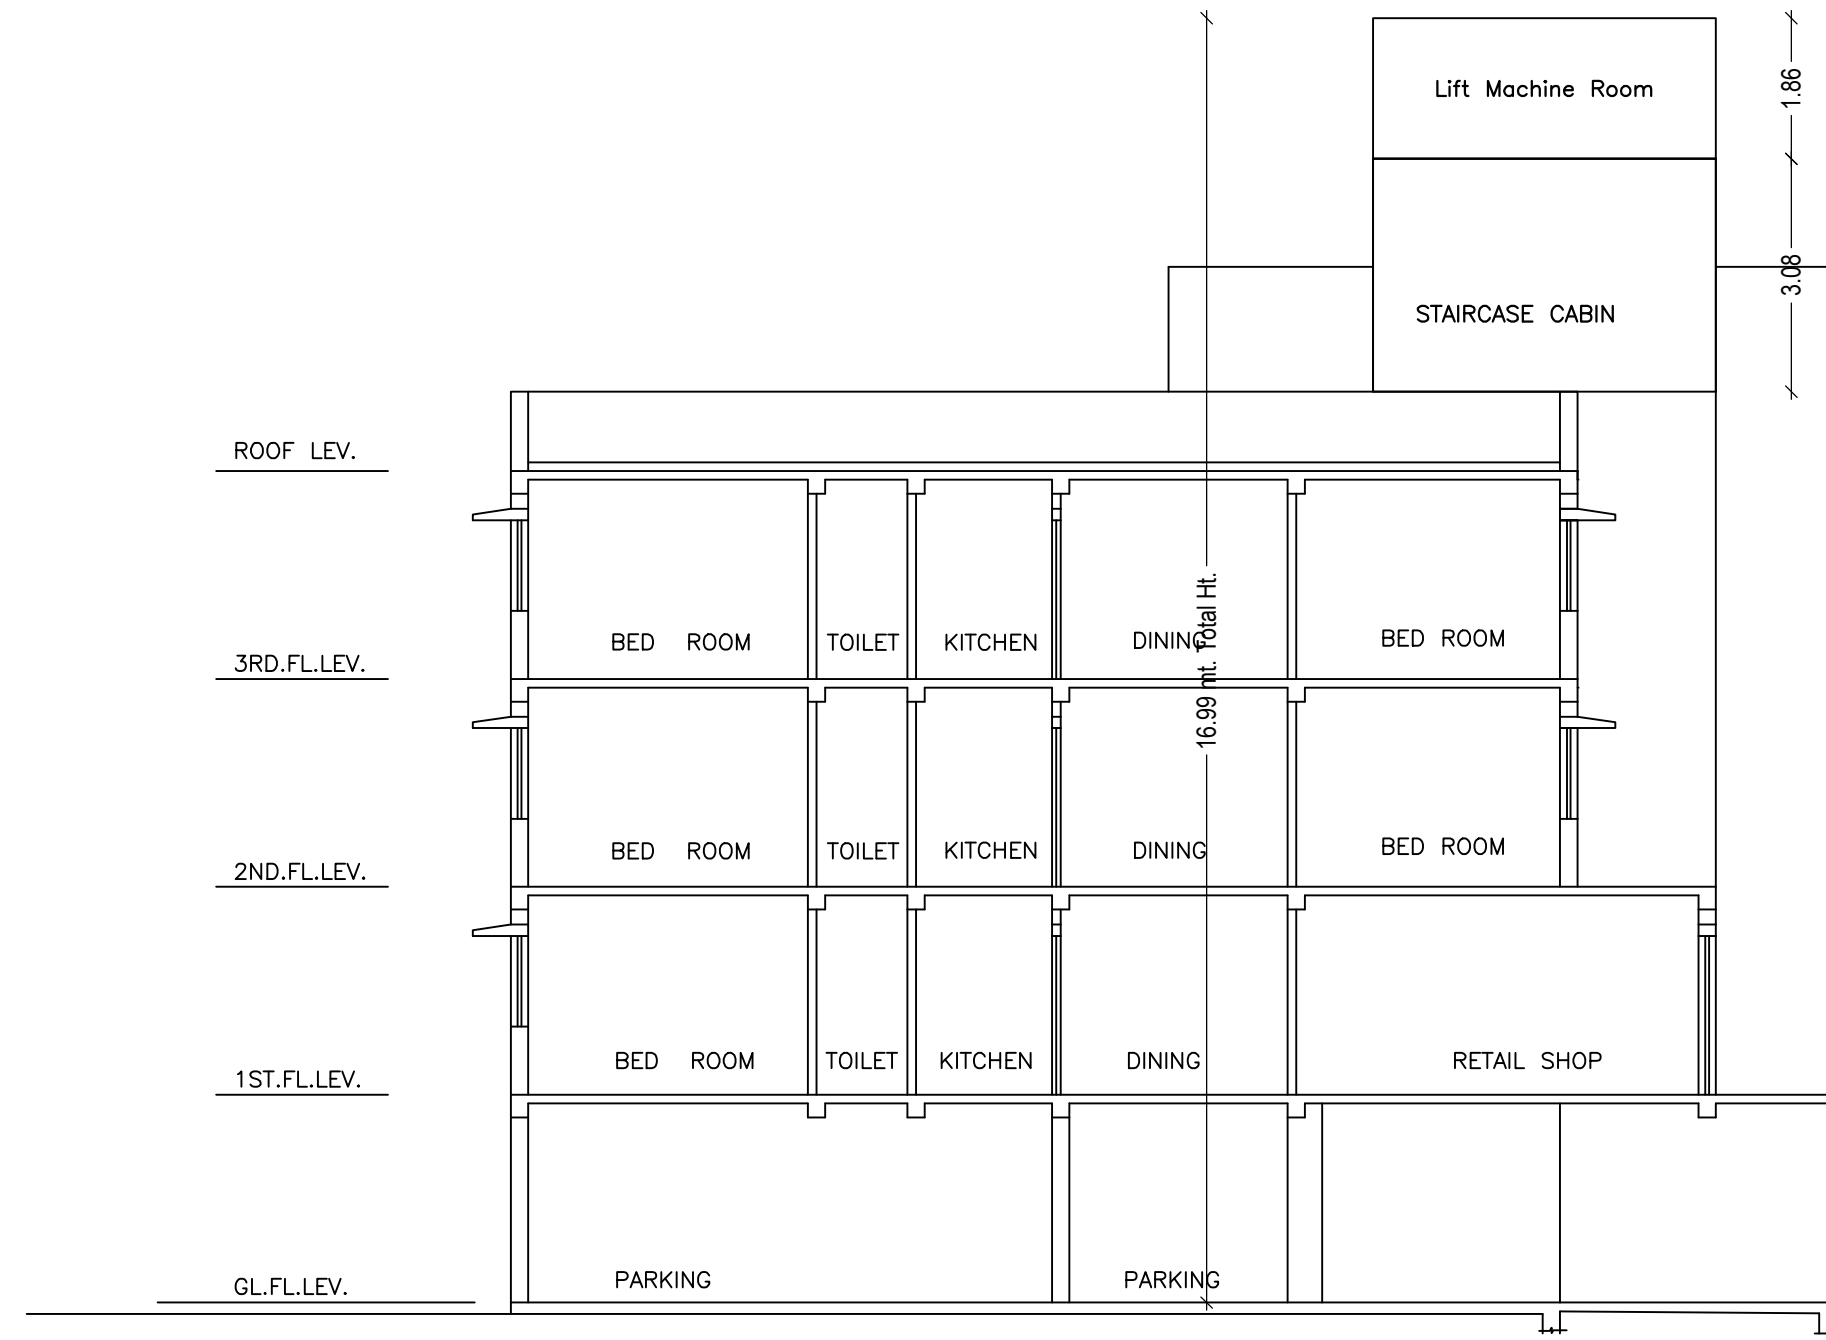 Lift Machine Room
1.86
3.08
STAIRCASE CABIN
ROOF LEV.
16.99 mt. Total Ht.
BED ROOM
TOILET
KITCHEN
DINING
BED ROOM
3RD.FL.LEV.
BED ROOM
TOILET
KITCHEN
DINING
BED ROOM
2ND.FL.LEV.
BED ROOM
TOILET
KITCHEN
DINING
RETAIL SHOP
1ST.FL.LEV.
PARKING
PARKING
GL.FL.LEV.